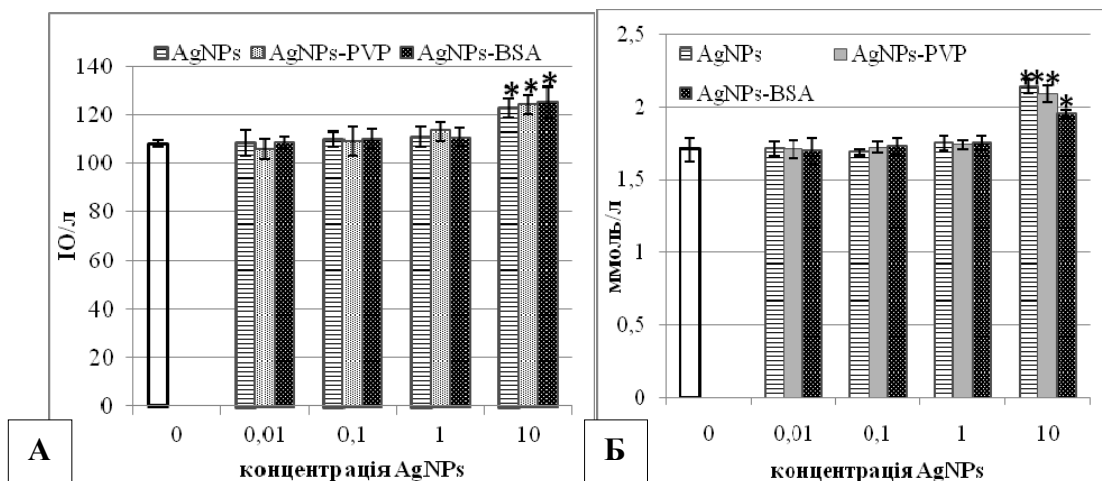 AgNPs AgNPs-PVP AgNPs-BSA
140
120
100
80
60
40
20
0
ІО/л
* * *
0 0,01 0,1 1 10
концентрація AgNPs
А
2,5
2
1,5
1
0,5
0
ммоль/л
AgNPs AgNPs-PVP
AgNPs-BSA
***
*
0 0,01 0,1 1 10
концентрація AgNPs
Б